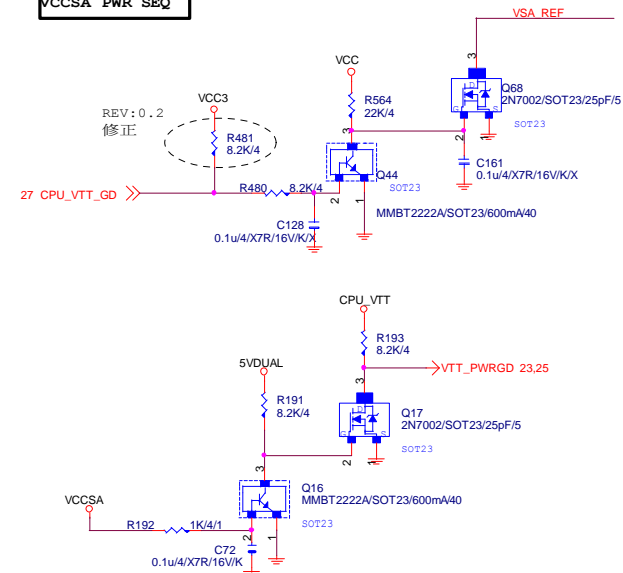 VCCSA PWR SEQ
VSA_REF
3
D
G
S
Q68
2N7002/SOT23/25pF/5
SOT23
2
1
VCC
R564
22K/4
VCC3
REV:0.2
修正
R481
8.2K/4
3
Q44
SOT23
2
1
C161
0.1u/4/X7R/16V/K/X
27 CPU_VTT_GD
R480
8.2K/4
MMBT2222A/SOT23/600mA/40
C128
0.1u/4/X7R/16V/K/X
CPU_VTT
R193
8.2K/4
VTT_PWRGD 23,25
5VDUAL
R191
8.2K/4
3
D
G
S
Q17
2N7002/SOT23/25pF/5
SOT23
2
1
3
Q16
MMBT2222A/SOT23/600mA/40
SOT23
VCCSA
R192
1K/4/1
2
1
C72
0.1u/4/X7R/16V/K